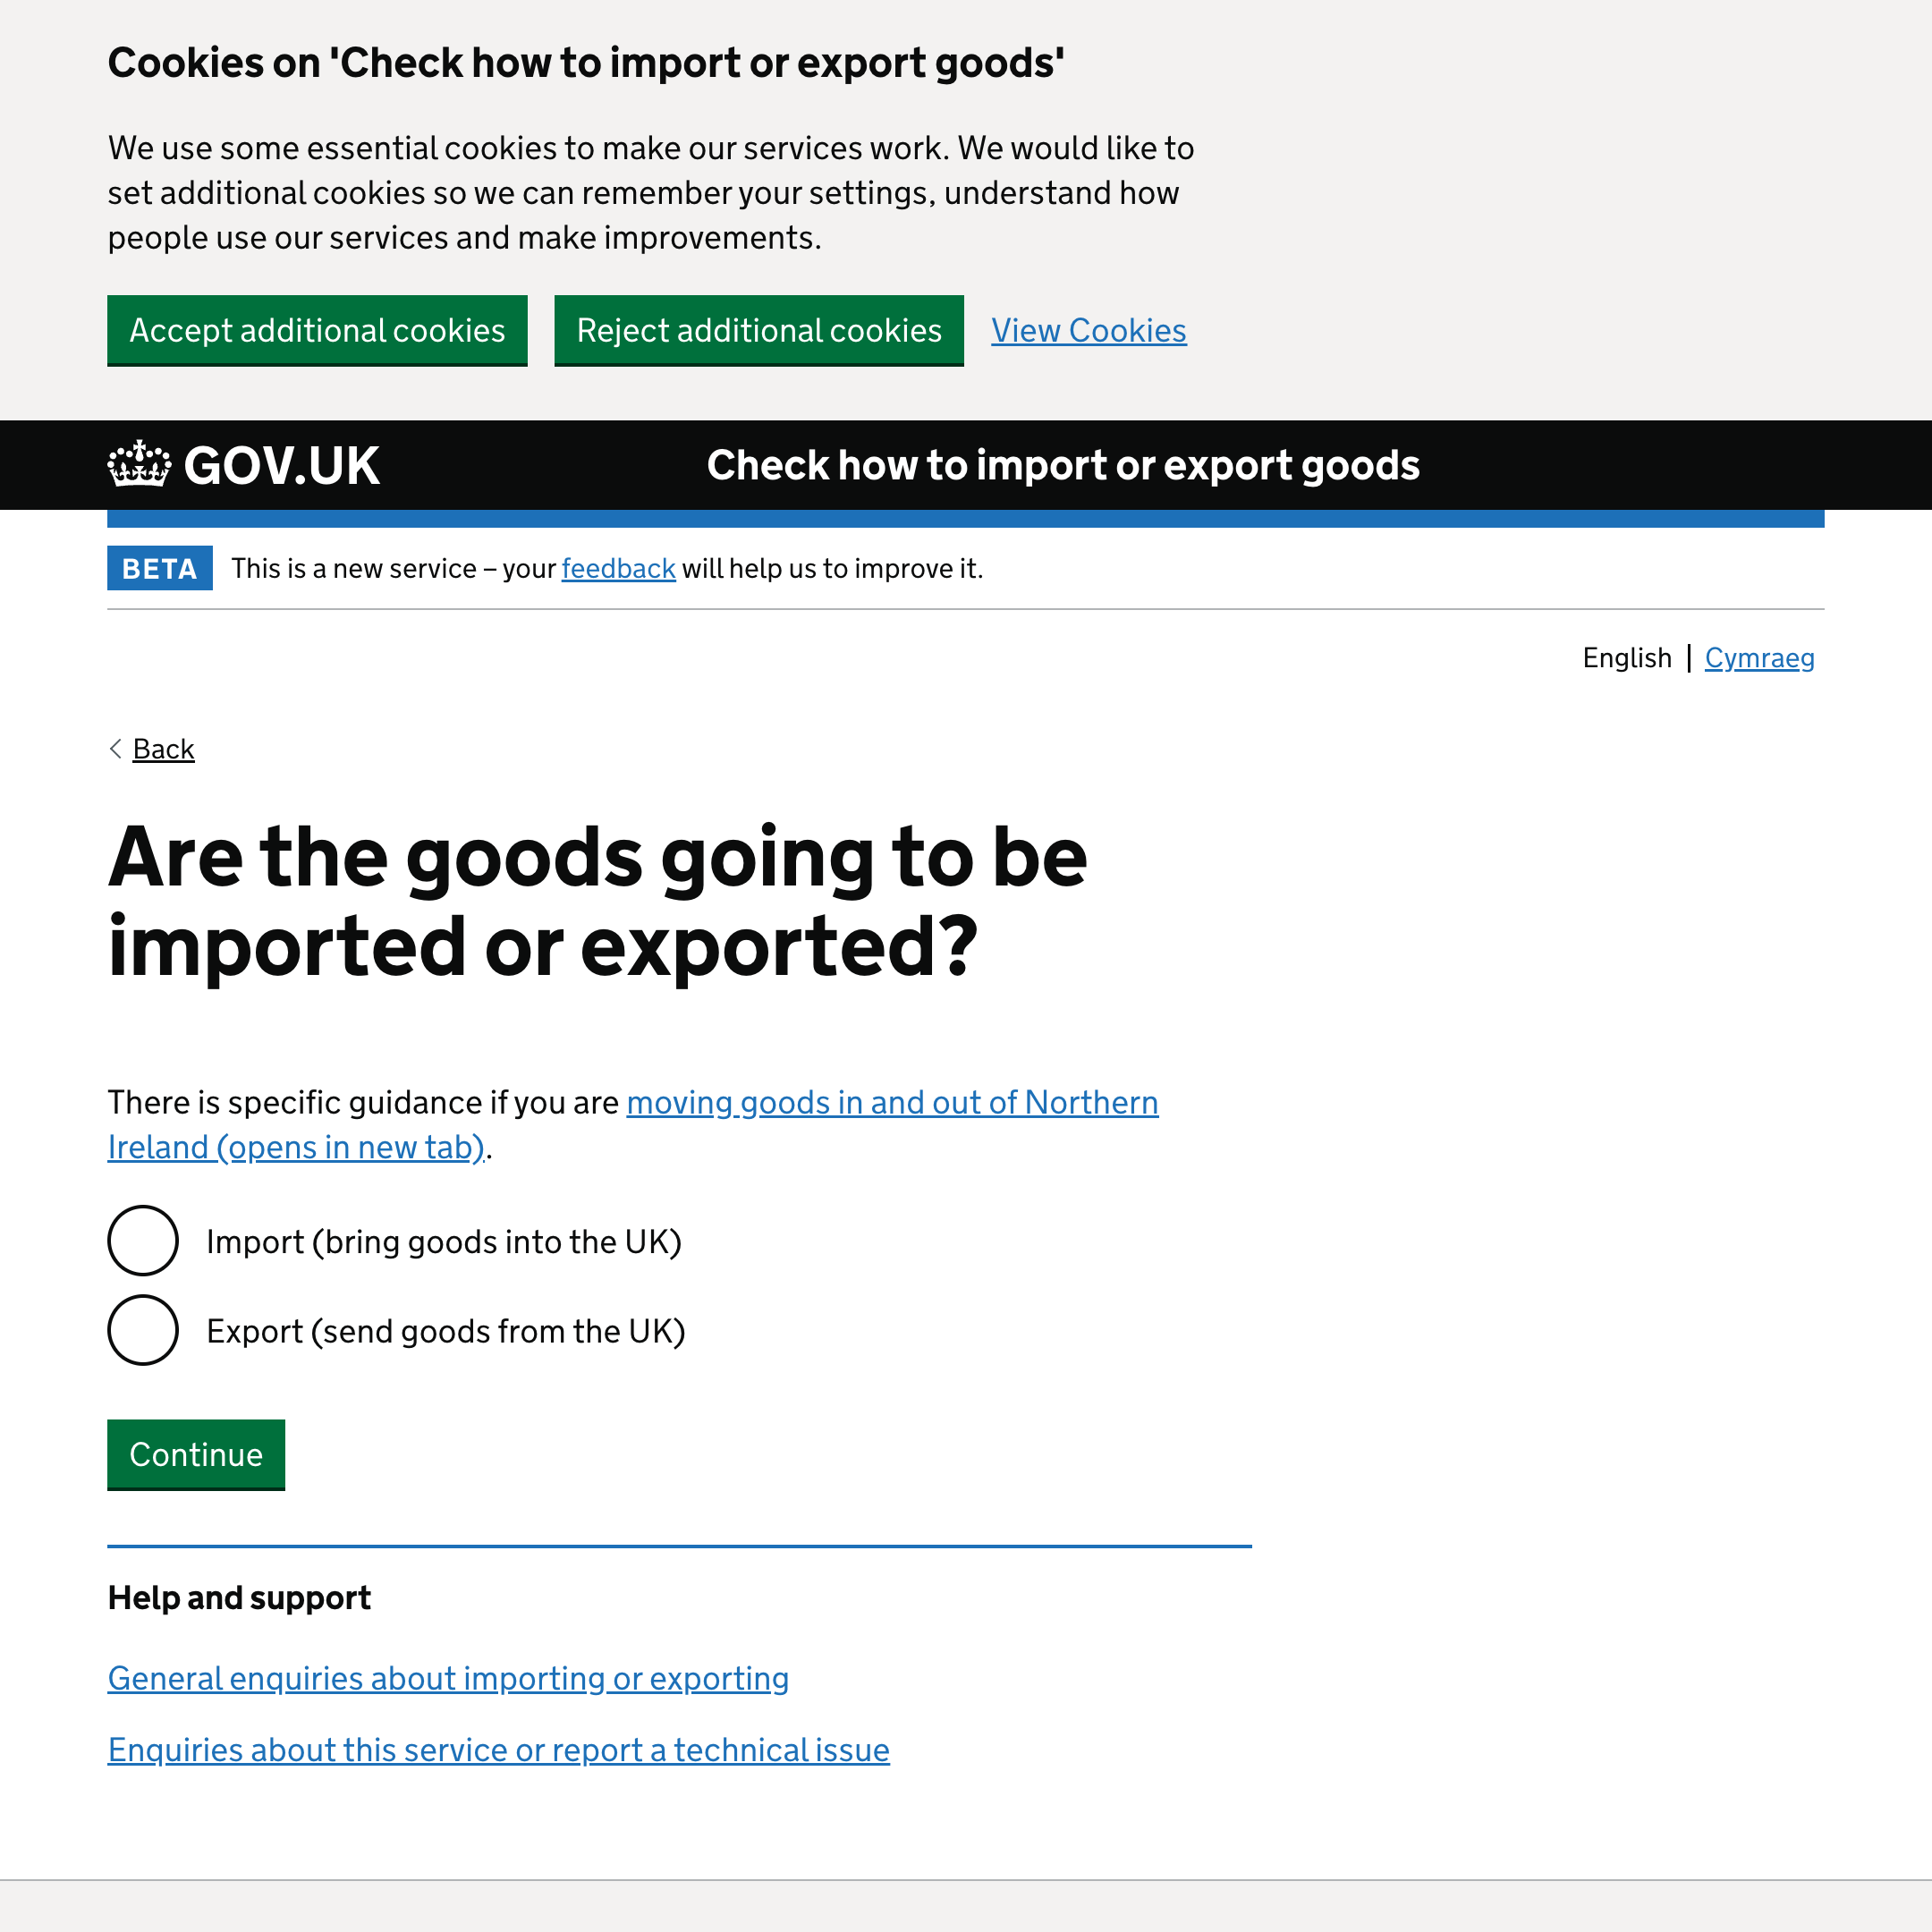 Cookies on 'Check how to import or export goods'
We use some essential cookies to make our services work. We would like to
set additional cookies so we can remember your settings, understand how
people use our services and make improvements.
Accept additional cookies Reject additional cookies View Cookies
GOV.UK Check how to import or export goods
BETA This is a new service – your feedback will help us to improve it.
English | Cymraeg
Back
Are the goods going to be
imported or exported?
There is specific guidance if you are moving goods in and out of Northern
Ireland (opens in new tab).
Import (bring goods into the UK)
Export (send goods from the UK)
Continue
Help and support
General enquiries about importing or exporting
Enquiries about this service or report a technical issue